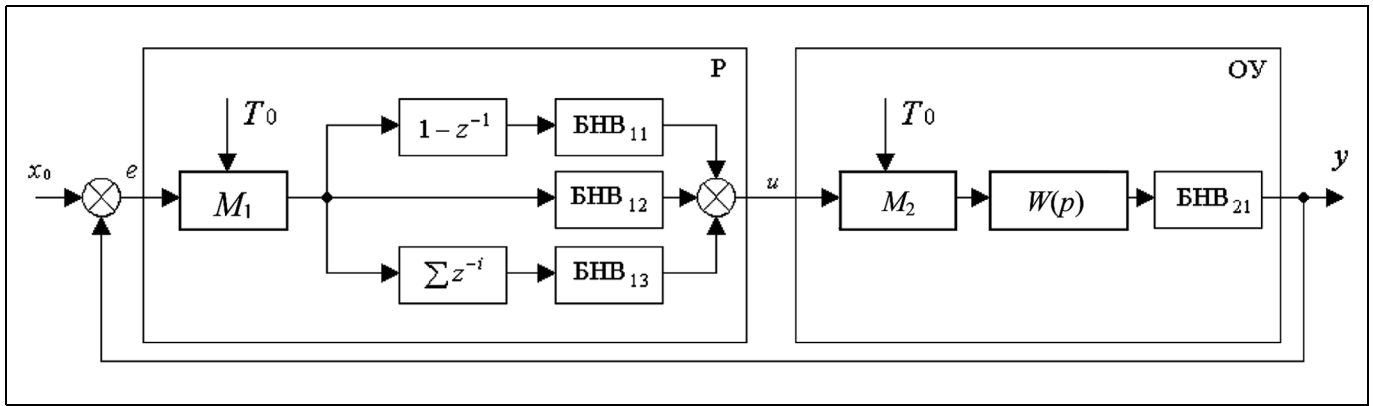 Р
ОУ
T₀
T₀
1 – z⁻¹
БНВ₁₁
x₀
e
M₁
БНВ₁₂
u
M₂
W(p)
БНВ₂₁
y
∑z⁻ⁱ
БНВ₁₃